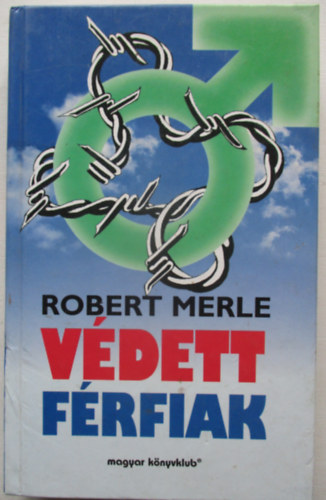 ROBERT MERLE
VÉDETT
FÉRFIAK
magyar könyvklub®